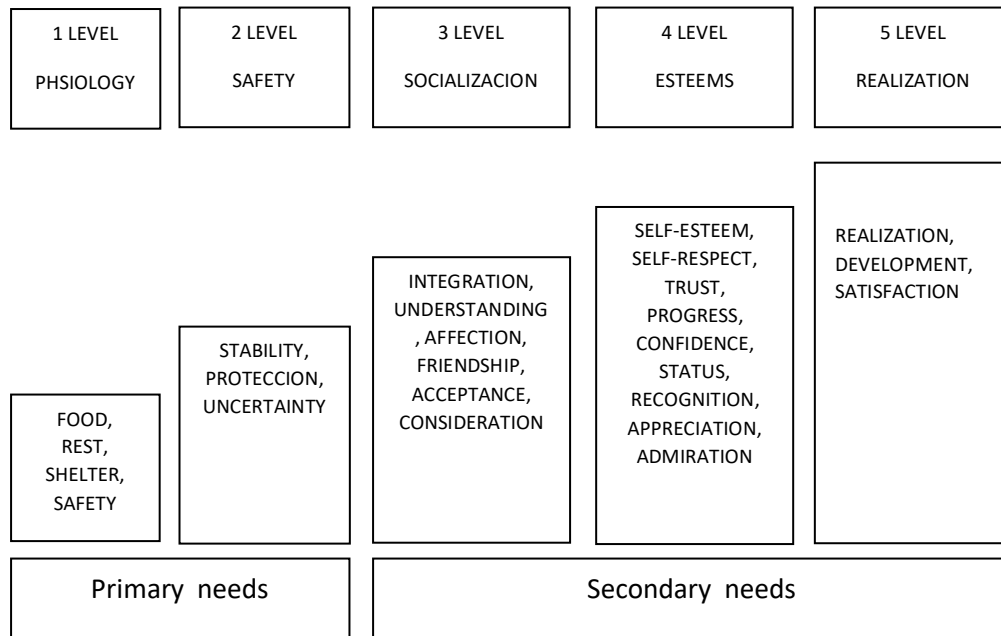 1 LEVEL
PHSIOLOGY
2 LEVEL
SAFETY
3 LEVEL
SOCIALIZACION
4 LEVEL
ESTEEMS
5 LEVEL
REALIZATION
FOOD,
REST,
SHELTER,
SAFETY
STABILITY,
PROTECCION,
UNCERTAINTY
INTEGRATION,
UNDERSTANDING
, AFFECTION,
FRIENDSHIP,
ACCEPTANCE,
CONSIDERATION
SELF-ESTEEM,
SELF-RESPECT,
TRUST,
PROGRESS,
CONFIDENCE,
STATUS,
RECOGNITION,
APPRECIATION,
ADMIRATION
REALIZATION,
DEVELOPMENT,
SATISFACTION
Primary needs
Secondary needs